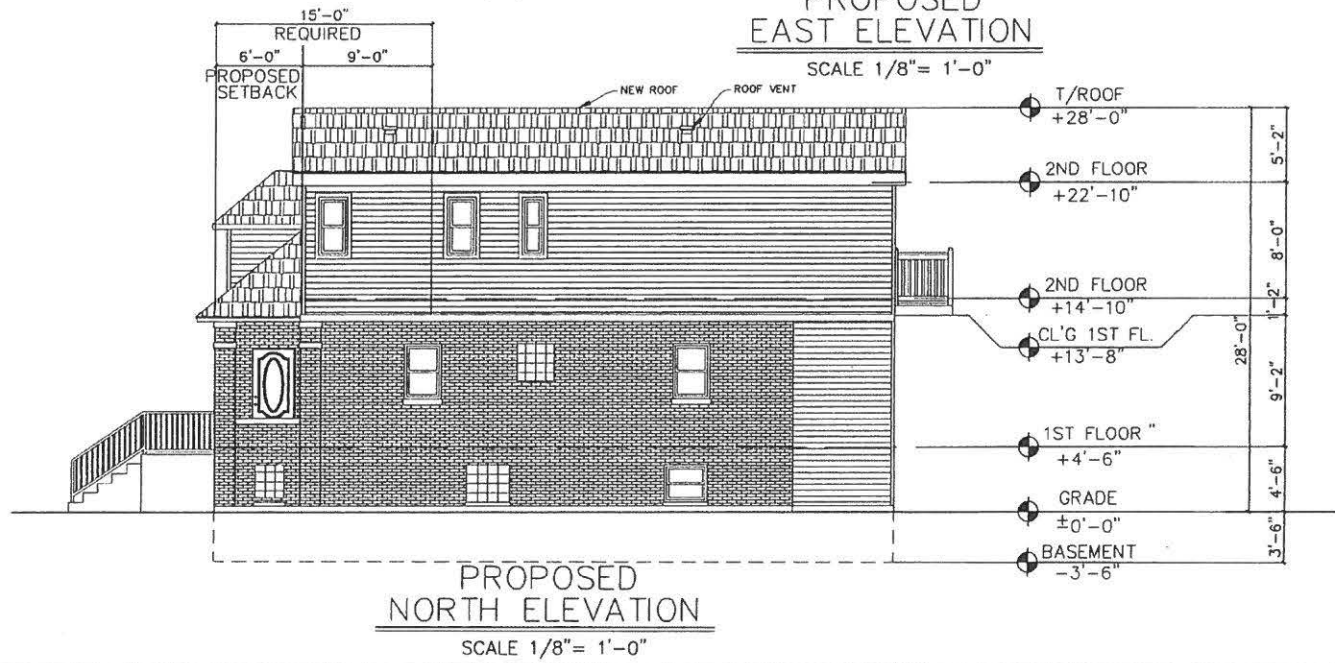 PROPOSED
EAST ELEVATION
SCALE 1/8"= 1'-0"
15'-0"
REQUIRED
6'-0"
9'-0"
PROPOSED
SETBACK
NEW ROOF
ROOF VENT
T/ROOF
+28'-0"
5'-2"
2ND FLOOR
+22'-10"
8'-0"
2ND FLOOR
+14'-10"
1'-2"
CL'G 1ST FL.
+13'-8"
28'-0"
9'-2"
1ST FLOOR "
+4'-6"
4'-6"
GRADE
±0'-0"
3'-6"
BASEMENT
-3'-6"
PROPOSED
NORTH ELEVATION
SCALE 1/8"= 1'-0"